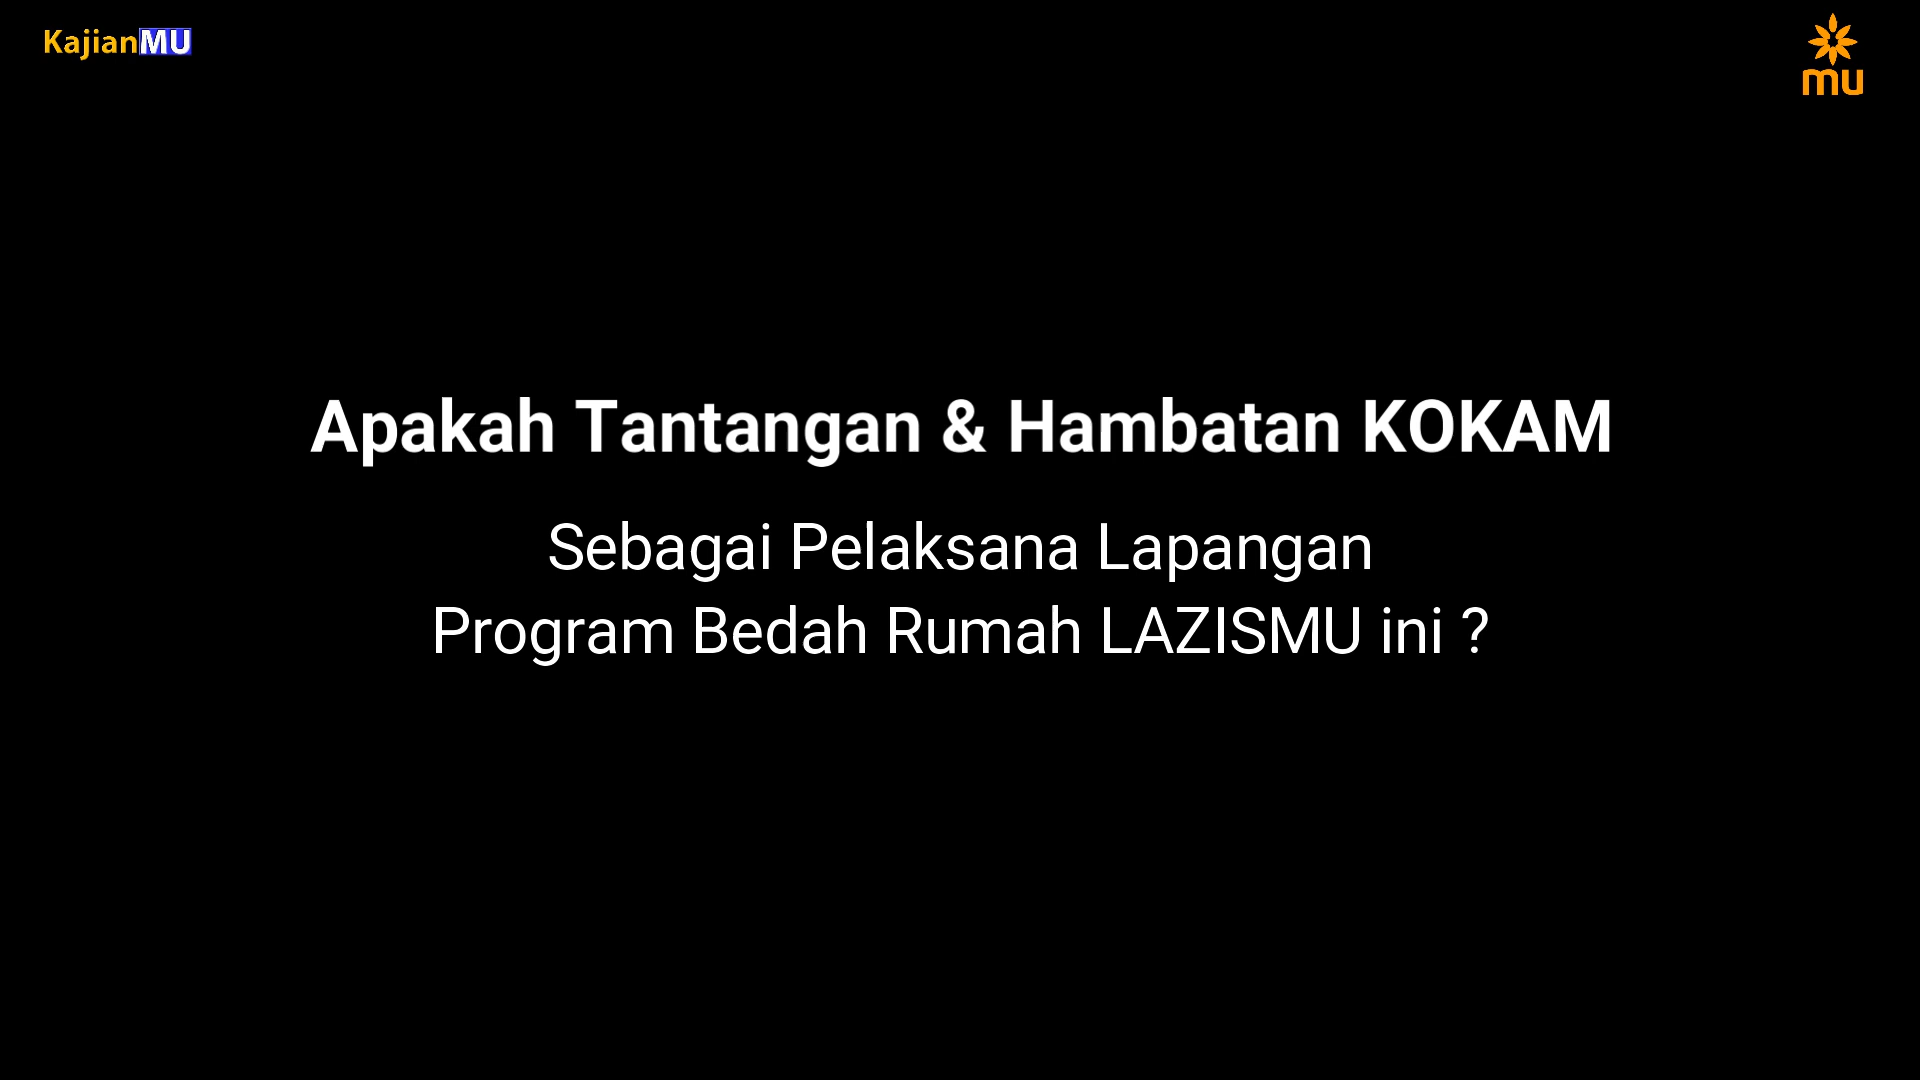 KajianMU
mu
Apakah Tantangan & Hambatan KOKAM
Sebagai Pelaksana Lapangan
Program Bedah Rumah LAZISMU ini ?